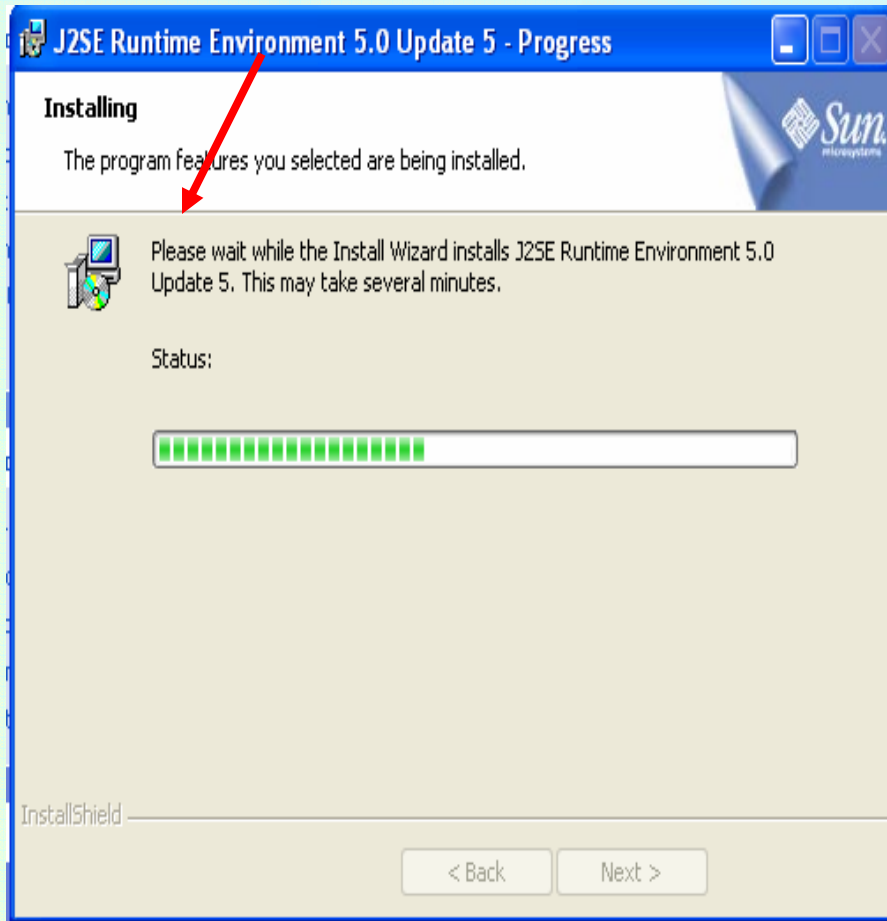 J2SE Runtime Environment 5.0 Update 5 - Progress
Installing
The program features you selected are being installed.
Sun
microsystems
Please wait while the Install Wizard installs J2SE Runtime Environment 5.0
Update 5. This may take several minutes.
Status:
InstallShield
< Back
Next >